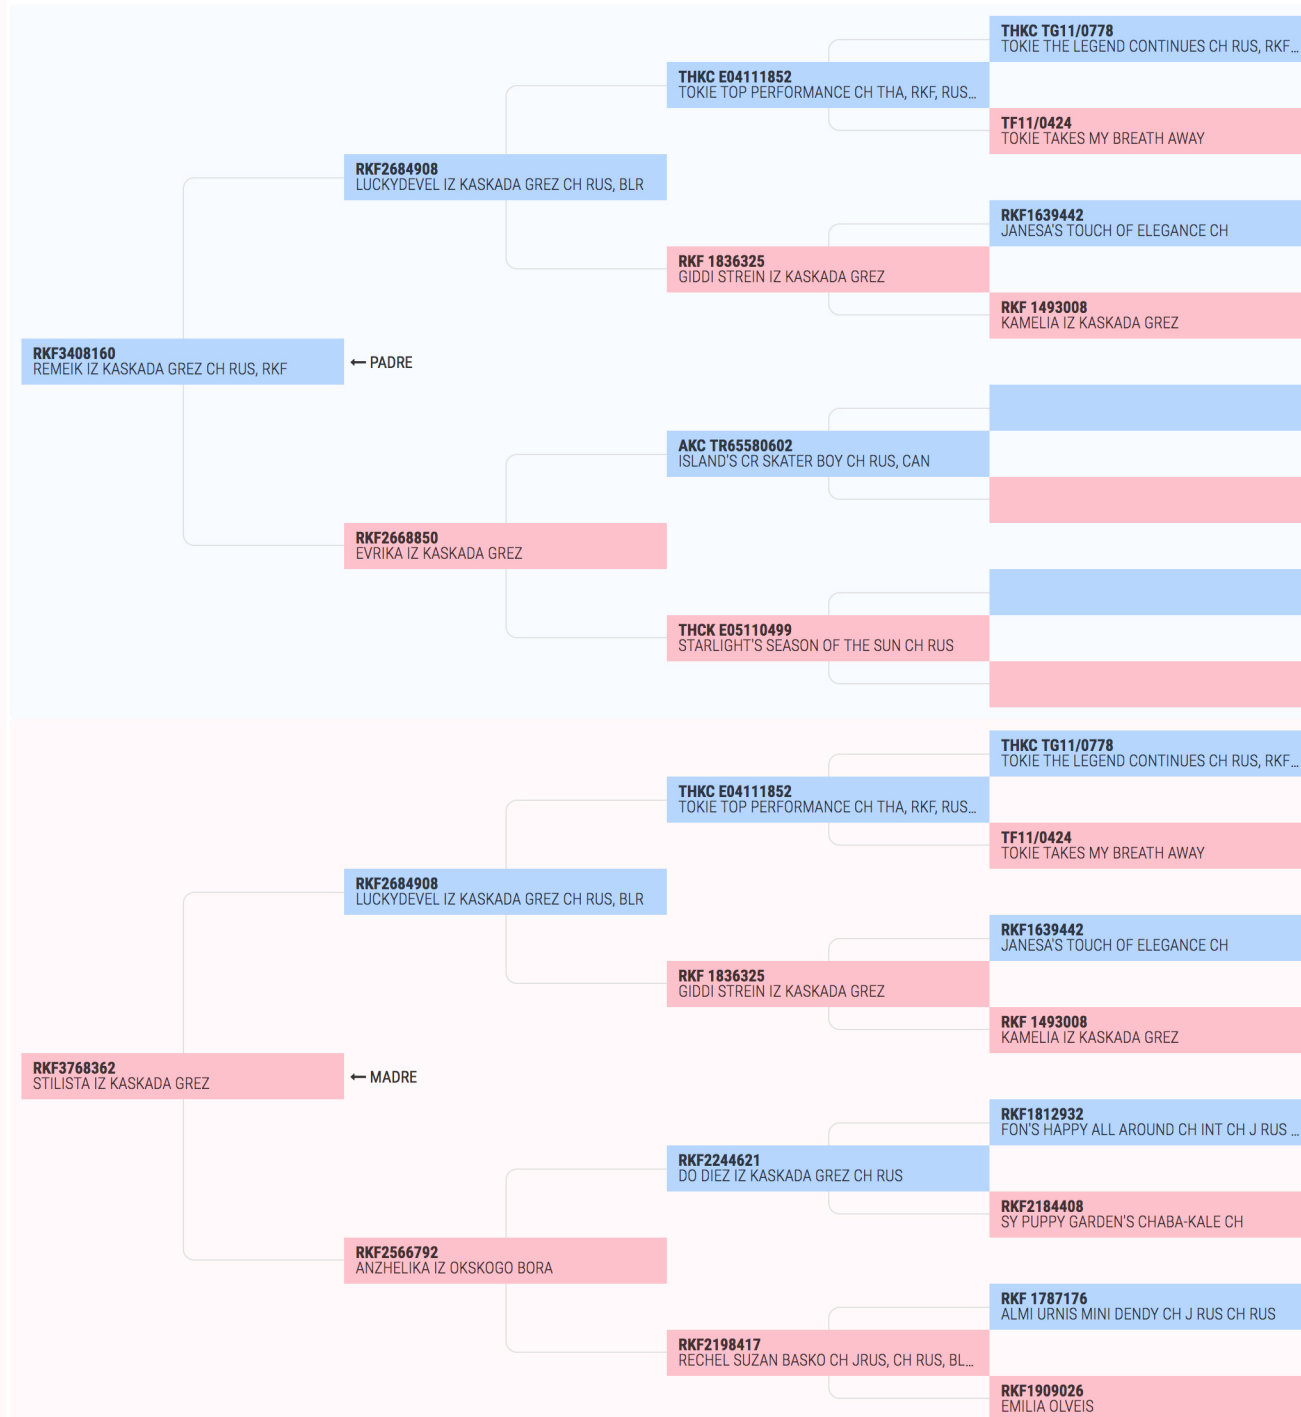 THKC TG11/0778
TOKIE THE LEGEND CONTINUES CH RUS, RKF...
THKC E04111852
TOKIE TOP PERFORMANCE CH THA, RKF, RUS...
TF11/0424
TOKIE TAKES MY BREATH AWAY
RKF2684908
LUCKYDEVEL IZ KASKADA GREZ CH RUS, BLR
RKF1639442
JANESA'S TOUCH OF ELEGANCE CH
RKF 1836325
GIDDI STREIN IZ KASKADA GREZ
RKF 1493008
KAMELIA IZ KASKADA GREZ
RKF3408160
REMEIK IZ KASKADA GREZ CH RUS, RKF
← PADRE
AKC TR65580602
ISLAND'S CR SKATER BOY CH RUS, CAN
RKF2668850
EVRIKA IZ KASKADA GREZ
THCK E05110499
STARLIGHT'S SEASON OF THE SUN CH RUS
THKC TG11/0778
TOKIE THE LEGEND CONTINUES CH RUS, RKF...
THKC E04111852
TOKIE TOP PERFORMANCE CH THA, RKF, RUS...
TF11/0424
TOKIE TAKES MY BREATH AWAY
RKF2684908
LUCKYDEVEL IZ KASKADA GREZ CH RUS, BLR
RKF1639442
JANESA'S TOUCH OF ELEGANCE CH
RKF 1836325
GIDDI STREIN IZ KASKADA GREZ
RKF 1493008
KAMELIA IZ KASKADA GREZ
RKF3768362
STILISTA IZ KASKADA GREZ
← MADRE
RKF1812932
FON'S HAPPY ALL AROUND CH INT CH J RUS ...
RKF2244621
DO DIEZ IZ KASKADA GREZ CH RUS
RKF2184408
SY PUPPY GARDEN'S CHABA-KALE CH
RKF2566792
ANZHELIKA IZ OKSKOGO BORA
RKF 1787176
ALMI URNIS MINI DENDY CH J RUS CH RUS
RKF2198417
RECHEL SUZAN BASKO CH JRUS, CH RUS, BL...
RKF1909026
EMILIA OLVEIS